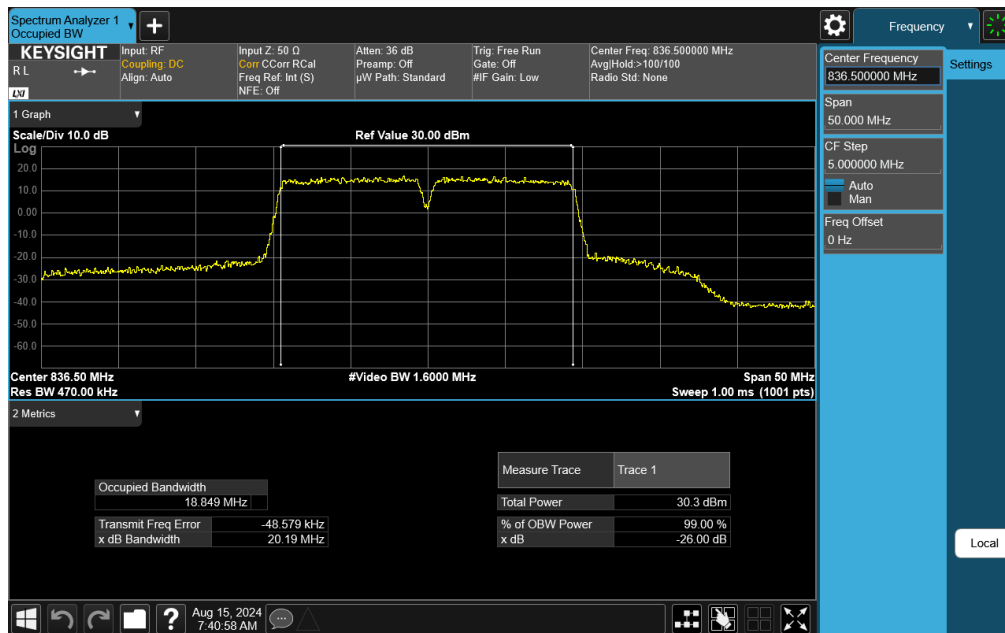 Spectrum Analyzer 1
Occupied BW
Frequency
KEYSIGHT
R L
LXI
Input: RF
Coupling: DC
Align: Auto
Input Z: 50 Ω
Corr CCorr RCal
Freq Ref: Int (S)
NFE: Off
Atten: 36 dB
Preamp: Off
µW Path: Standard
Trig: Free Run
Gate: Off
#IF Gain: Low
Center Freq: 836.500000 MHz
Avg|Hold:>100/100
Radio Std: None
Center Frequency
836.500000 MHz
Settings
Span
50.000 MHz
CF Step
5.000000 MHz
Auto
Man
Freq Offset
0 Hz
1 Graph
Scale/Div 10.0 dB
Ref Value 30.00 dBm
Log
20.0
10.0
0.00
-10.0
-20.0
-30.0
-40.0
-50.0
-60.0
Center 836.50 MHz
#Video BW 1.6000 MHz
Span 50 MHz
Res BW 470.00 kHz
Sweep 1.00 ms (1001 pts)
2 Metrics
Measure Trace Trace 1
Occupied Bandwidth
18.849 MHz
Total Power 30.3 dBm
Transmit Freq Error -48.579 kHz
% of OBW Power 99.00 %
x dB Bandwidth 20.19 MHz
x dB -26.00 dB
Local
?
Aug 15, 2024
7:40:58 AM